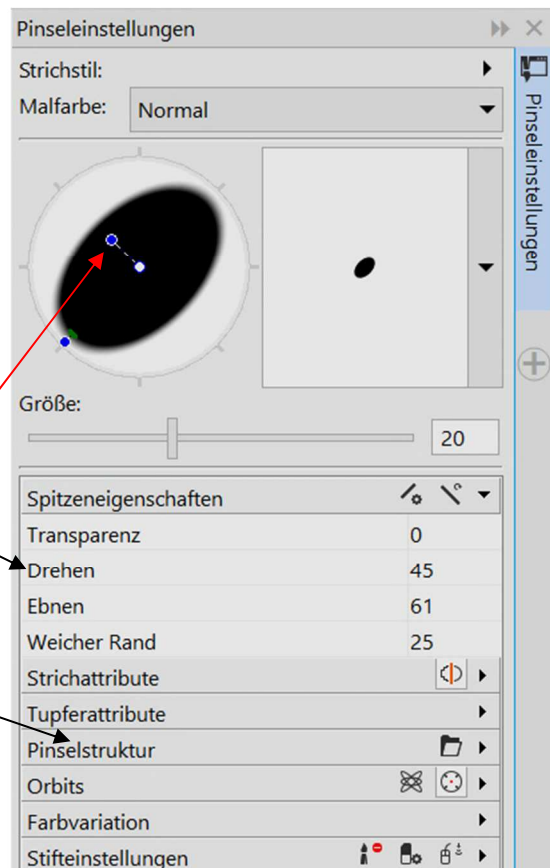 Pinseleinstellungen
Strichstil:
Malfarbe: Normal
Pinseleinstellungen
Größe:
20
Spitzeneigenschaften
Transparenz 0
Drehen 45
Ebnen 61
Weicher Rand 25
Strichattribute
Tupferattribute
Pinselstruktur
Orbits
Farbvariation
Stifteinstellungen